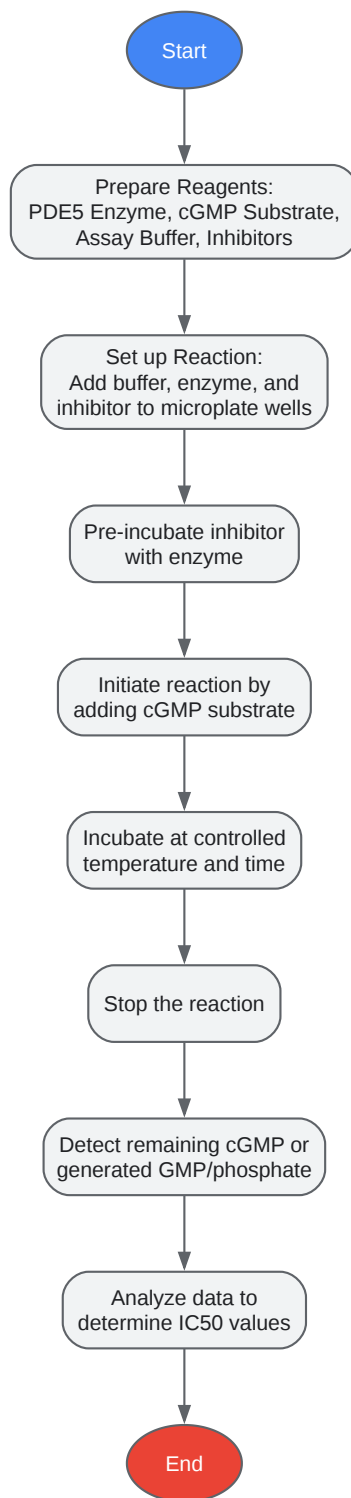 Start
Prepare Reagents:
PDE5 Enzyme, cGMP Substrate,
Assay Buffer, Inhibitors
Set up Reaction:
Add buffer, enzyme, and
inhibitor to microplate wells
Pre-incubate inhibitor
with enzyme
Initiate reaction by
adding cGMP substrate
Incubate at controlled
temperature and time
Stop the reaction
Detect remaining cGMP or
generated GMP/phosphate
Analyze data to
determine IC50 values
End